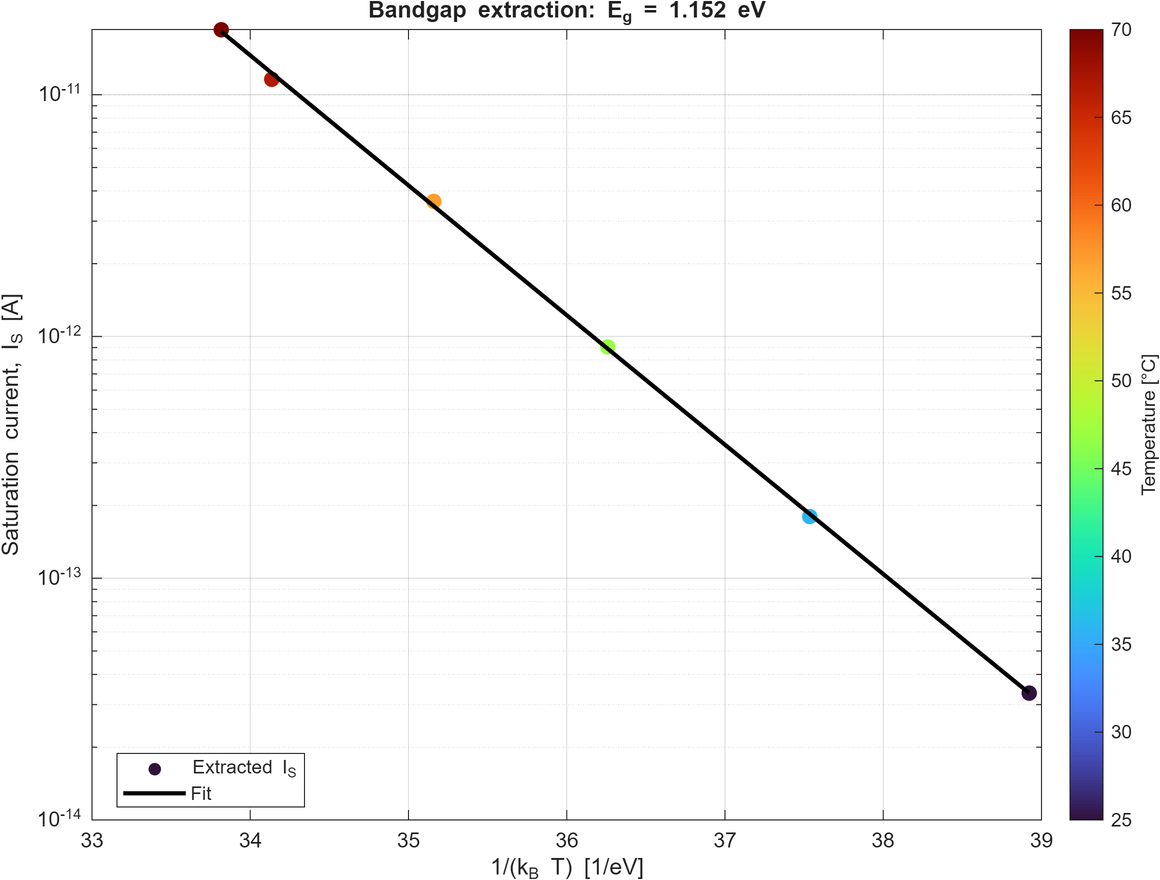 Bandgap extraction: E_g = 1.152 eV
10^-11
10^-12
10^-13
10^-14
Saturation current, I_S [A]
33 34 35 36 37 38 39
1/(k_B T) [1/eV]
Extracted I_S
Fit
70
65
60
55
50
45
40
35
30
25
Temperature [°C]